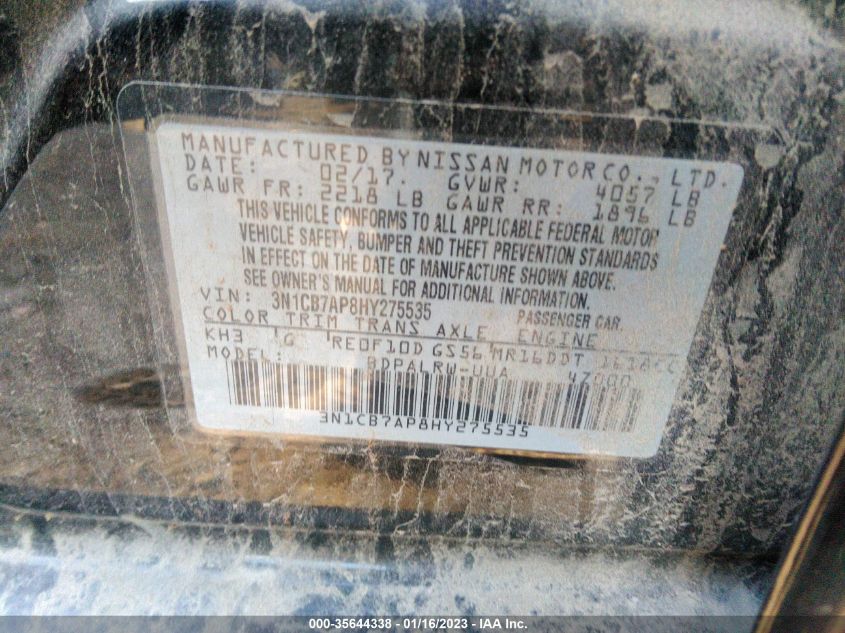 MANUFACTURED BY NISSAN MOTOR CO., LTD.
DATE: 02/17. GVWR: 4057 LB
GAWR FR: 2218 LB GAWR RR: 1896 LB
THIS VEHICLE CONFORMS TO ALL APPLICABLE FEDERAL MOTOR
VEHICLE SAFETY, BUMPER AND THEFT PREVENTION STANDARDS
IN EFFECT ON THE DATE OF MANUFACTURE SHOWN ABOVE.
SEE OWNER'S MANUAL FOR ADDITIONAL INFORMATION.
VIN: 3N1CB7AP8HY275535 PASSENGER CAR.
COLOR TRIM TRANS AXLE ENGINE
KH3 G RE0F10D GS56 MR16DDT 1618CC
MODEL: BDPALRW-UUA
3N1CB7AP8HY275535
000-35644338 - 01/16/2023 - © IAA, Inc.